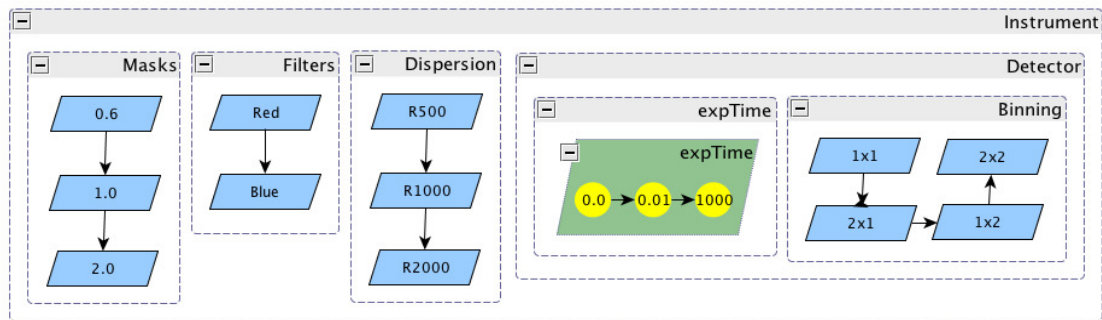 Instrument
Masks
0.6
1.0
2.0
Filters
Red
Blue
Dispersion
R500
R1000
R2000
Detector
expTime
expTime
0.0 0.01 1000
Binning
1x1 2x2
2x1 1x2